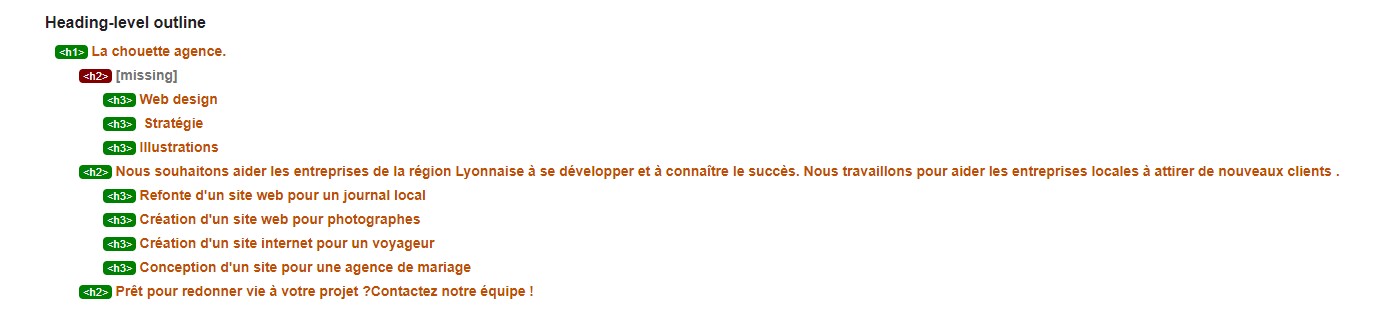 Heading-level outline
<h1> La chouette agence.
<h2> [missing]
<h3> Web design
<h3> Stratégie
<h3> Illustrations
<h2> Nous souhaitons aider les entreprises de la région Lyonnaise à se développer et à connaître le succès. Nous travaillons pour aider les entreprises locales à attirer de nouveaux clients .
<h3> Refonte d'un site web pour un journal local
<h3> Création d'un site web pour photographes
<h3> Création d'un site internet pour un voyageur
<h3> Conception d'un site pour une agence de mariage
<h2> Prêt pour redonner vie à votre projet ?Contactez notre équipe !